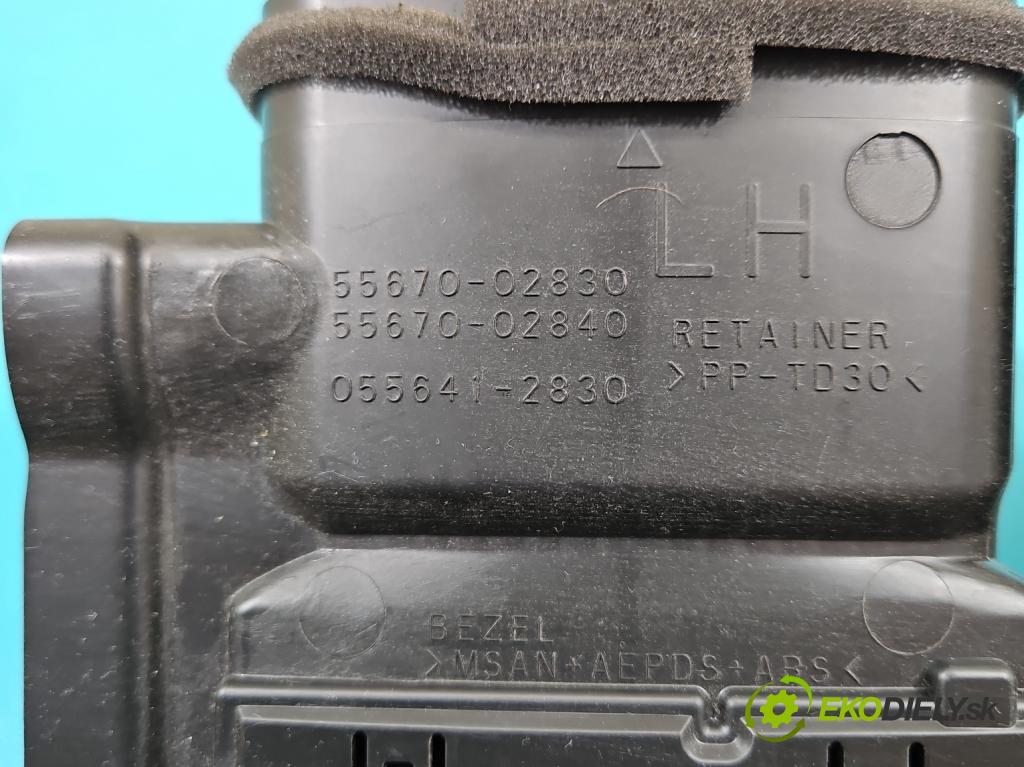 LH
55670-02830
55670-02840
055641-2830
RETAINER
>PP-TD30<
BEZEL
>MSAN+AEPDS+ABS<
EKODIELY.sk